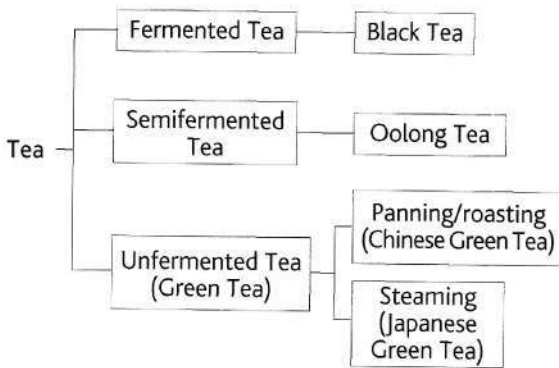 Fermented Tea
Black Tea
Semifermented
Tea
Oolong Tea
Tea
Unfermented Tea
(Green Tea)
Panning/roasting
(Chinese Green Tea)
Steaming
(Japanese
Green Tea)